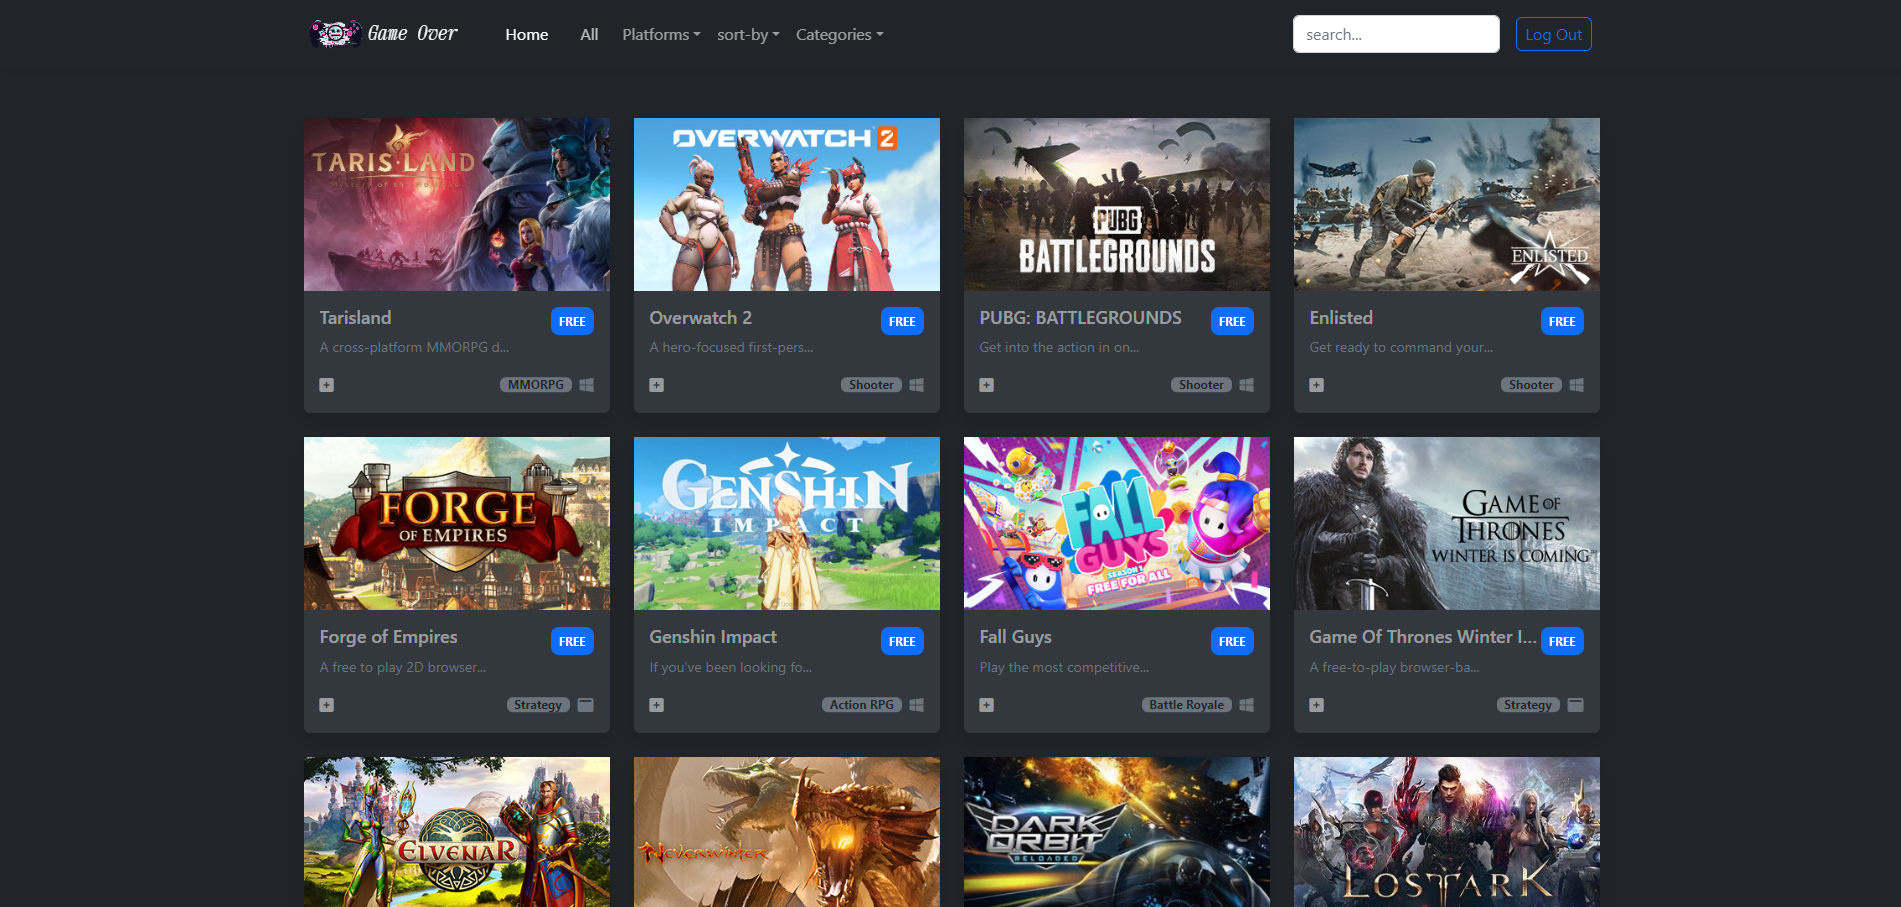 Game Over
Home
All
Platforms
sort-by
Categories
search...
Log Out
TARISLAND
OVERWATCH 2
PUBG
BATTLEGROUNDS
ENLISTED
Tarisland
FREE
A cross-platform MMORPG d...
MMORPG
Overwatch 2
FREE
A hero-focused first-pers...
Shooter
PUBG: BATTLEGROUNDS
FREE
Get into the action in on...
Shooter
Enlisted
FREE
Get ready to command your...
Shooter
FORGE
OF EMPIRES
GENSHIN
IMPACT
FALL
GUYS
SEASON 1
FREE FOR ALL
GAME OF
THRONES
WINTER IS COMING
Forge of Empires
FREE
A free to play 2D browser...
Strategy
Genshin Impact
FREE
If you've been looking fo...
Action RPG
Fall Guys
FREE
Play the most competitive...
Battle Royale
Game Of Thrones Winter I...
FREE
A free-to-play browser-ba...
Strategy
ELVENAR
NEVERWINTER
DARK
ORBIT
RELOADED
LOST ARK